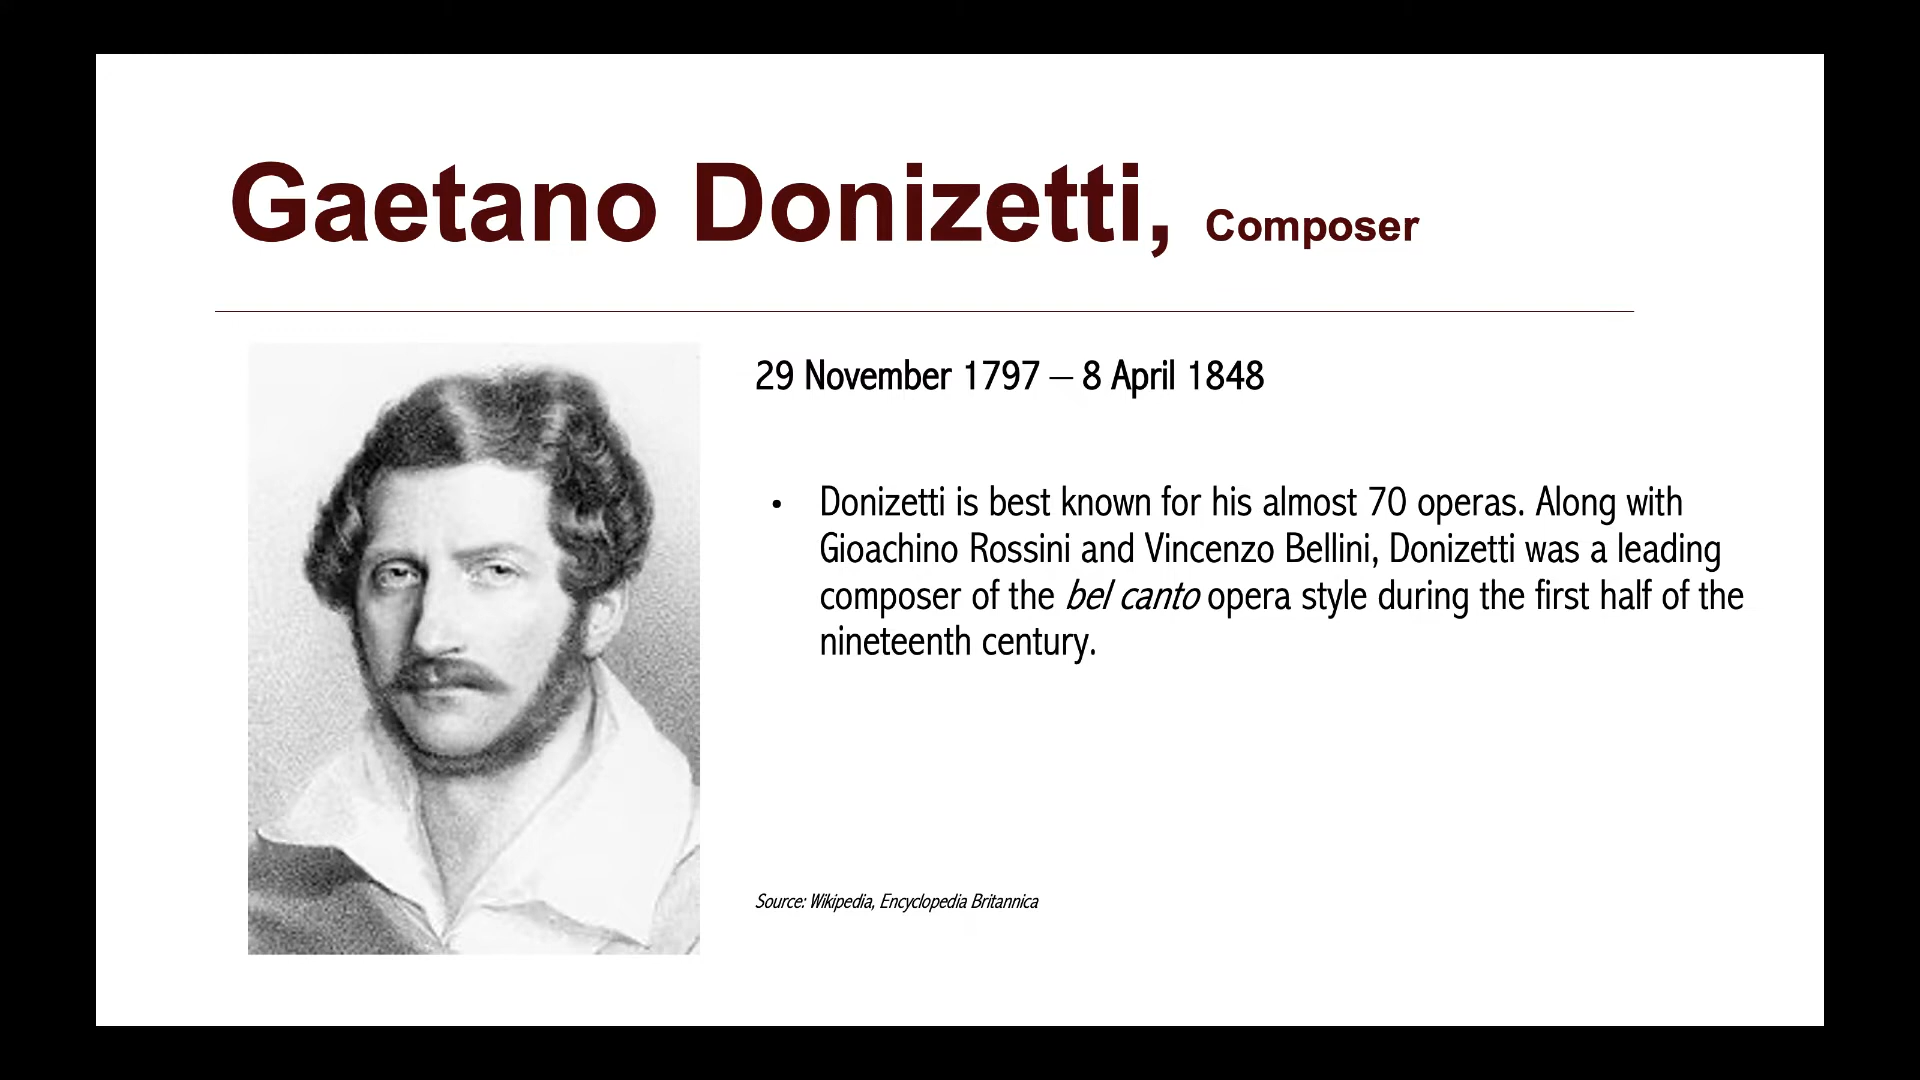 Gaetano Donizetti, Composer
29 November 1797 – 8 April 1848
• Donizetti is best known for his almost 70 operas. Along with
Gioachino Rossini and Vincenzo Bellini, Donizetti was a leading
composer of the bel canto opera style during the first half of the
nineteenth century.
Source: Wikipedia, Encyclopedia Britannica